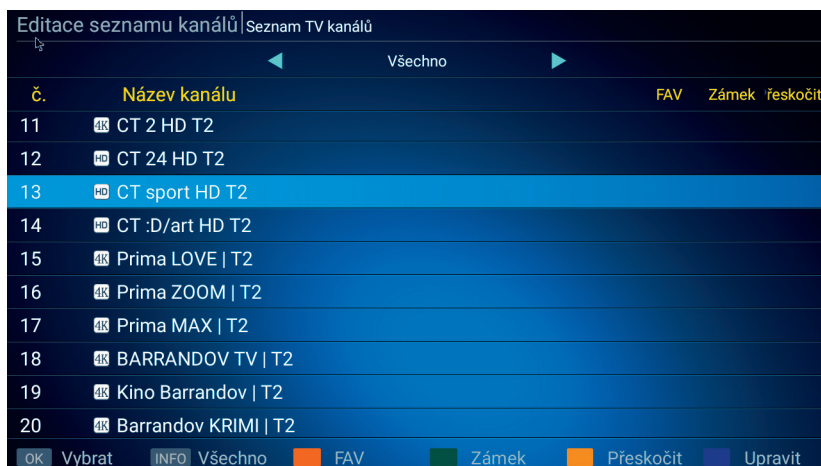 Editace seznamu kanálů|Seznam TV kanálů
Všechno
č. Název kanálu FAV Zámek řeskočit
11 4K CT 2 HD T2
12 HD CT 24 HD T2
13 HD CT sport HD T2
14 HD CT :D/art HD T2
15 4K Prima LOVE | T2
16 4K Prima ZOOM | T2
17 4K Prima MAX | T2
18 4K BARRANDOV TV | T2
19 4K Kino Barrandov | T2
20 4K Barrandov KRIMI | T2
OK Vybrat INFO Všechno FAV Zámek Přeskočit Upravit